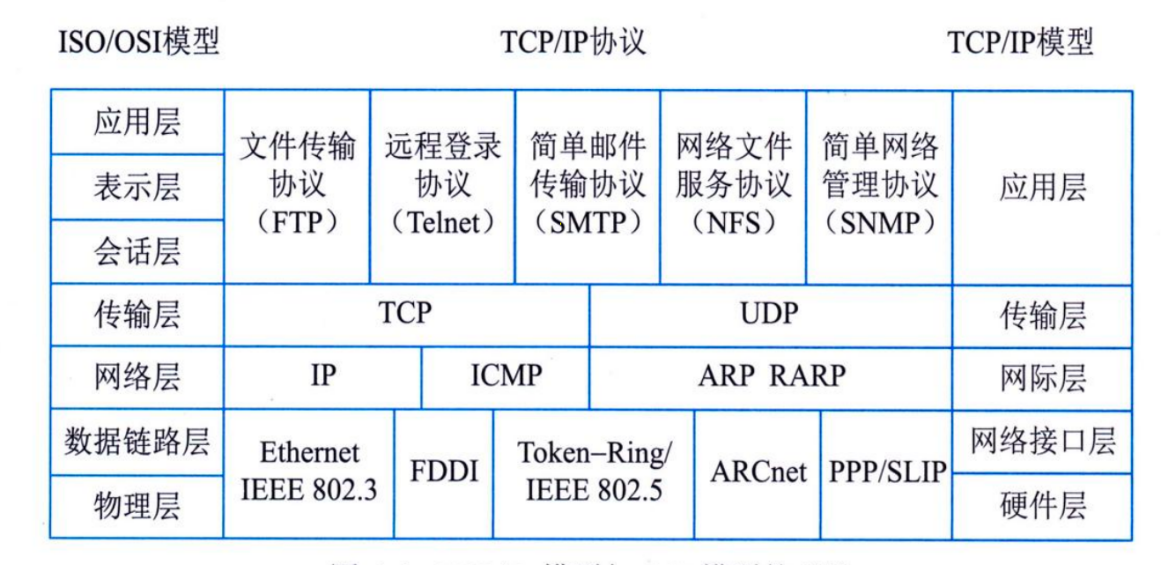 ISO/OSI模型 TCP/IP协议 TCP/IP模型
应用层
表示层
会话层
文件传输
协议
（FTP）
远程登录
协议
（Telnet）
简单邮件
传输协议
（SMTP）
网络文件
服务协议
（NFS）
简单网络
管理协议
（SNMP）
应用层
传输层 TCP UDP 传输层
网络层 IP ICMP ARP RARP 网际层
数据链路层
物理层
Ethernet
IEEE 802.3
FDDI
Token–Ring/
IEEE 802.5
ARCnet
PPP/SLIP
网络接口层
硬件层